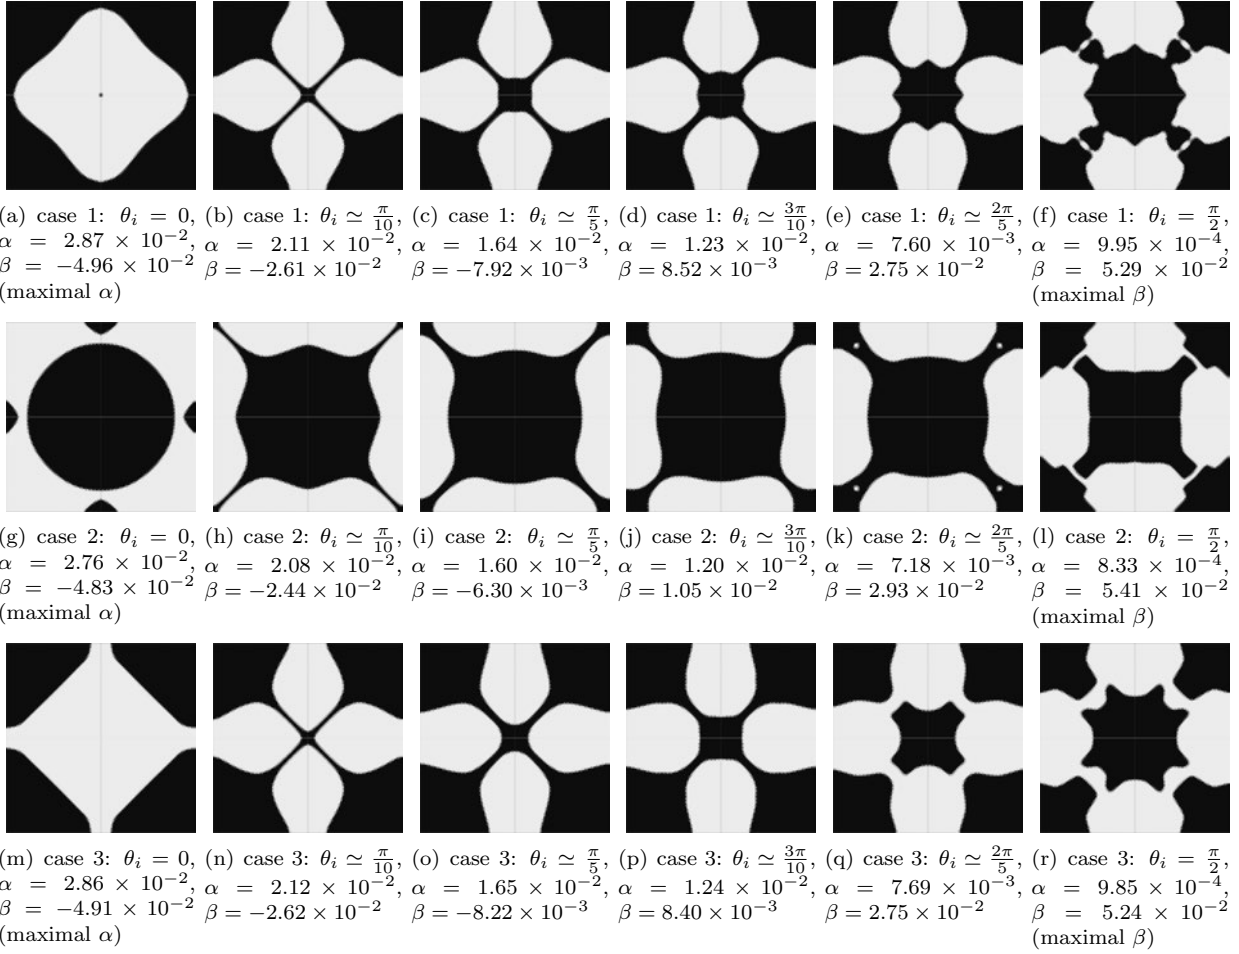 (a) case 1: θ_i = 0,
α = 2.87 × 10^−2,
β = −4.96 × 10^−2
(maximal α)
(b) case 1: θ_i ≃ π/10,
α = 2.11 × 10^−2,
β = −2.61 × 10^−2
(c) case 1: θ_i ≃ π/5,
α = 1.64 × 10^−2,
β = −7.92 × 10^−3
(d) case 1: θ_i ≃ 3π/10,
α = 1.23 × 10^−2,
β = 8.52 × 10^−3
(e) case 1: θ_i ≃ 2π/5,
α = 7.60 × 10^−3,
β = 2.75 × 10^−2
(f) case 1: θ_i = π/2,
α = 9.95 × 10^−4,
β = 5.29 × 10^−2
(maximal β)
(g) case 2: θ_i = 0,
α = 2.76 × 10^−2,
β = −4.83 × 10^−2
(maximal α)
(h) case 2: θ_i ≃ π/10,
α = 2.08 × 10^−2,
β = −2.44 × 10^−2
(i) case 2: θ_i ≃ π/5,
α = 1.60 × 10^−2,
β = −6.30 × 10^−3
(j) case 2: θ_i ≃ 3π/10,
α = 1.20 × 10^−2,
β = 1.05 × 10^−2
(k) case 2: θ_i ≃ 2π/5,
α = 7.18 × 10^−3,
β = 2.93 × 10^−2
(l) case 2: θ_i = π/2,
α = 8.33 × 10^−4,
β = 5.41 × 10^−2
(maximal β)
(m) case 3: θ_i = 0,
α = 2.86 × 10^−2,
β = −4.91 × 10^−2
(maximal α)
(n) case 3: θ_i ≃ π/10,
α = 2.12 × 10^−2,
β = −2.62 × 10^−2
(o) case 3: θ_i ≃ π/5,
α = 1.65 × 10^−2,
β = −8.22 × 10^−3
(p) case 3: θ_i ≃ 3π/10,
α = 1.24 × 10^−2,
β = 8.40 × 10^−3
(q) case 3: θ_i ≃ 2π/5,
α = 7.69 × 10^−3,
β = 2.75 × 10^−2
(r) case 3: θ_i = π/2,
α = 9.85 × 10^−4,
β = 5.24 × 10^−2
(maximal β)